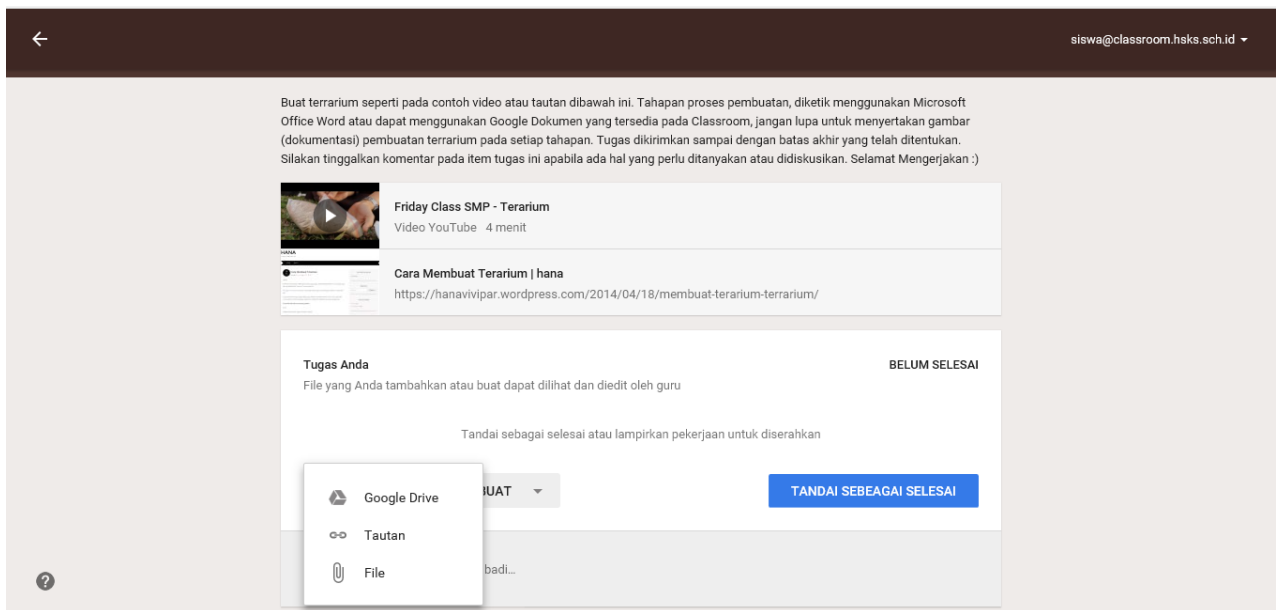 siswa@classroom.hsks.sch.id
Buat terrarium seperti pada contoh video atau tautan dibawah ini. Tahapan proses pembuatan, diketik menggunakan Microsoft
Office Word atau dapat menggunakan Google Dokumen yang tersedia pada Classroom, jangan lupa untuk menyertakan gambar
(dokumentasi) pembuatan terrarium pada setiap tahapan. Tugas dikirimkan sampai dengan batas akhir yang telah ditentukan.
Silakan tinggalkan komentar pada item tugas ini apabila ada hal yang perlu ditanyakan atau didiskusikan. Selamat Mengerjakan :)
Friday Class SMP - Terarium
Video YouTube 4 menit
HANA
Cara Membuat Terarium | hana
https://hanavivipar.wordpress.com/2014/04/18/membuat-terarium-terrarium/
Tugas Anda
BELUM SELESAI
File yang Anda tambahkan atau buat dapat dilihat dan diedit oleh guru
Tandai sebagai selesai atau lampirkan pekerjaan untuk diserahkan
Google Drive
UAT
TANDAI SEBEAGAI SELESAI
Tautan
File
badi...